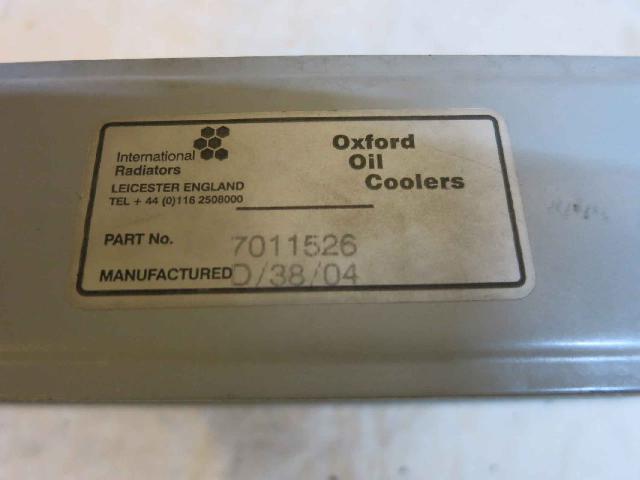 International
Radiators
LEICESTER ENGLAND
TEL + 44 (0)116 2508000
Oxford
Oil
Coolers
PART No. 7011526
MANUFACTURED D/38/04